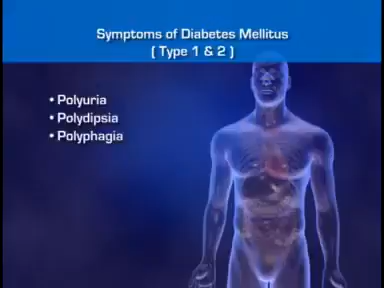 Symptoms of Diabetes Mellitus
( Type 1 & 2 )
• Polyuria
• Polydipsia
• Polyphagia